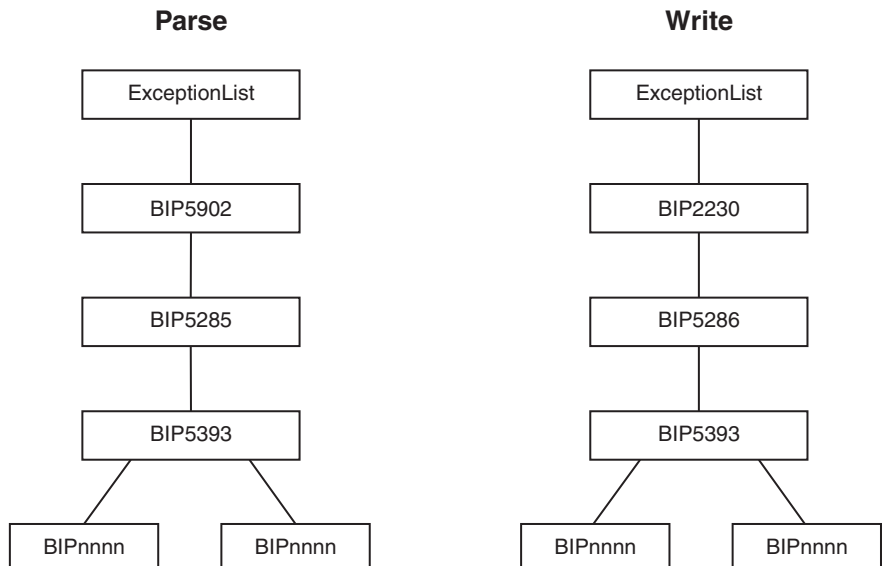 Parse
Write
ExceptionList
ExceptionList
BIP5902
BIP2230
BIP5285
BIP5286
BIP5393
BIP5393
BIPnnnn
BIPnnnn
BIPnnnn
BIPnnnn